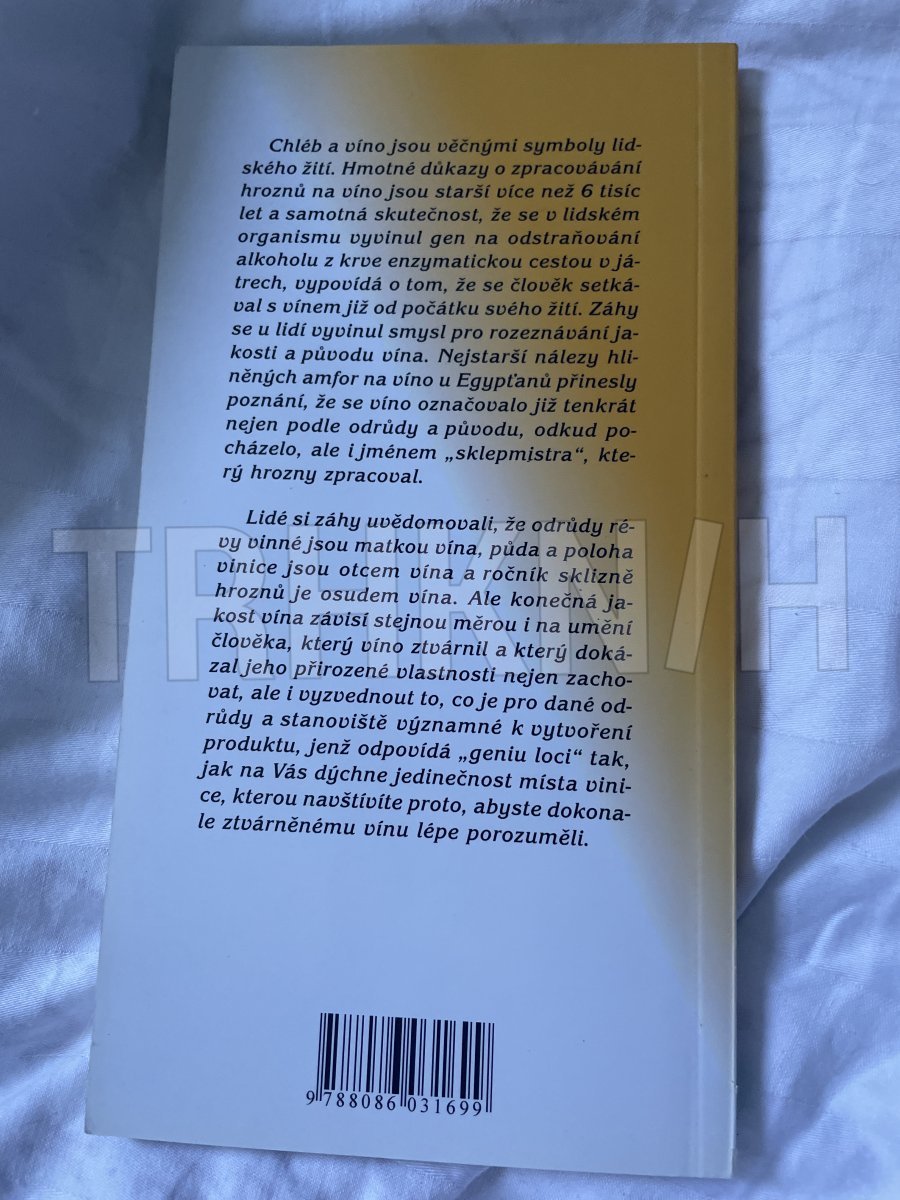 Chléb a víno jsou věčnými symboly lid-
ského žití. Hmotné důkazy o zpracovávání
hroznů na víno jsou starší více než 6 tisíc
let a samotná skutečnost, že se v lidském
organismu vyvinul gen na odstraňování
alkoholu z krve enzymatickou cestou v já-
trech, vypovídá o tom, že se člověk setká-
val s vínem již od počátku svého žití. Záhy
se u lidí vyvinul smysl pro rozeznávání ja-
kosti a původu vína. Nejstarší nálezy hli-
něných amfor na víno u Egypťanů přinesly
poznání, že se víno označovalo již tenkrát
nejen podle odrůdy a původu, odkud po-
cházelo, ale i jménem „sklepmistra“, kte-
rý hrozny zpracoval.
Lidé si záhy uvědomovali, že odrůdy ré-
vy vinné jsou matkou vína, půda a poloha
vinice jsou otcem vína a ročník sklizně
hroznů je osudem vína. Ale konečná ja-
kost vína závisí stejnou měrou i na umění
člověka, který víno ztvárnil a který doká-
zal jeho přirozené vlastnosti nejen zacho-
vat, ale i vyzvednout to, co je pro dané od-
růdy a stanoviště významné k vytvoření
produktu, jenž odpovídá „geniu loci“ tak,
jak na Vás dýchne jedinečnost místa vini-
ce, kterou navštívíte proto, abyste dokona-
le ztvárněnému vínu lépe porozuměli.
TRHKNIH
9 788086 031699